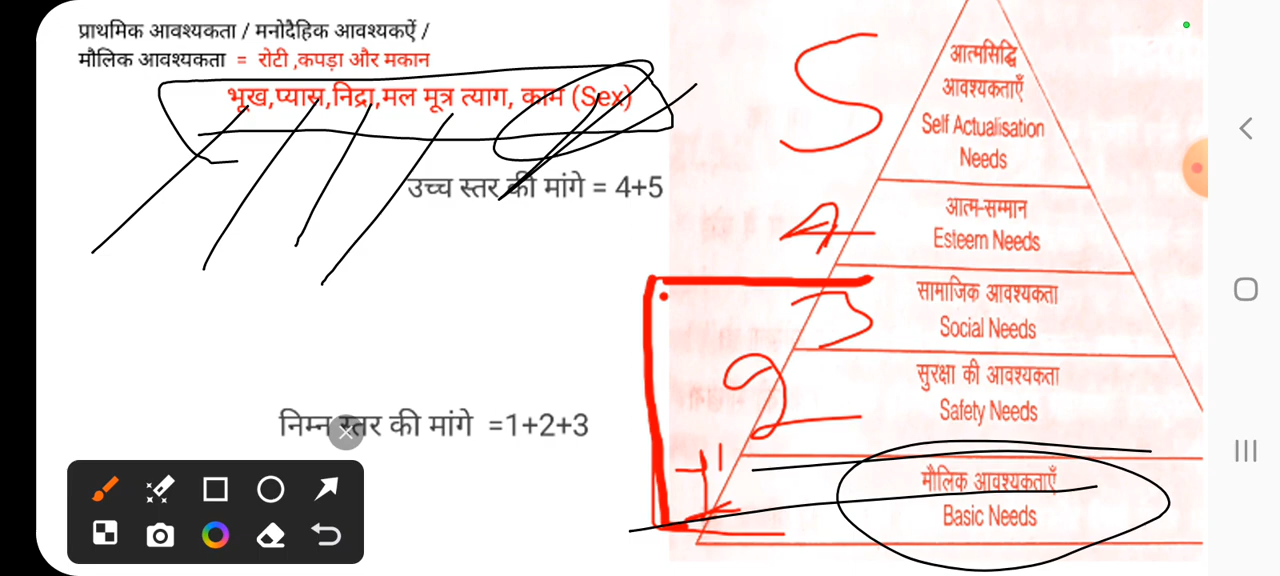 प्राथमिक आवश्यकता / मनोदैहिक आवश्यकऐं /
मौलिक आवश्यकता = रोटी ,कपड़ा और मकान
भूख,प्यास,निद्रा,मल मूत्र त्याग, काम (Sex)
उच्च स्तर की मांगे = 4+5
निम्न स्तर की मांगे =1+2+3
5
आत्मसिद्धि
आवश्यकताएँ
Self Actualisation
Needs
4
आत्म-सम्मान
Esteem Needs
3
सामाजिक आवश्यकता
Social Needs
2
सुरक्षा की आवश्यकता
Safety Needs
1
मौलिक आवश्यकताएँ
Basic Needs